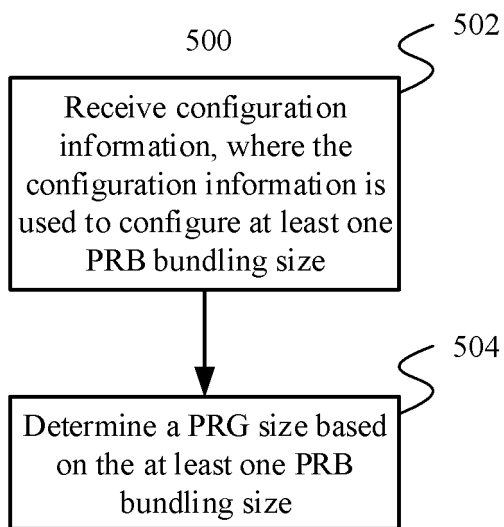 500
502
Receive configuration
information, where the
configuration information is
used to configure at least one
PRB bundling size
504
Determine a PRG size based
on the at least one PRB
bundling size